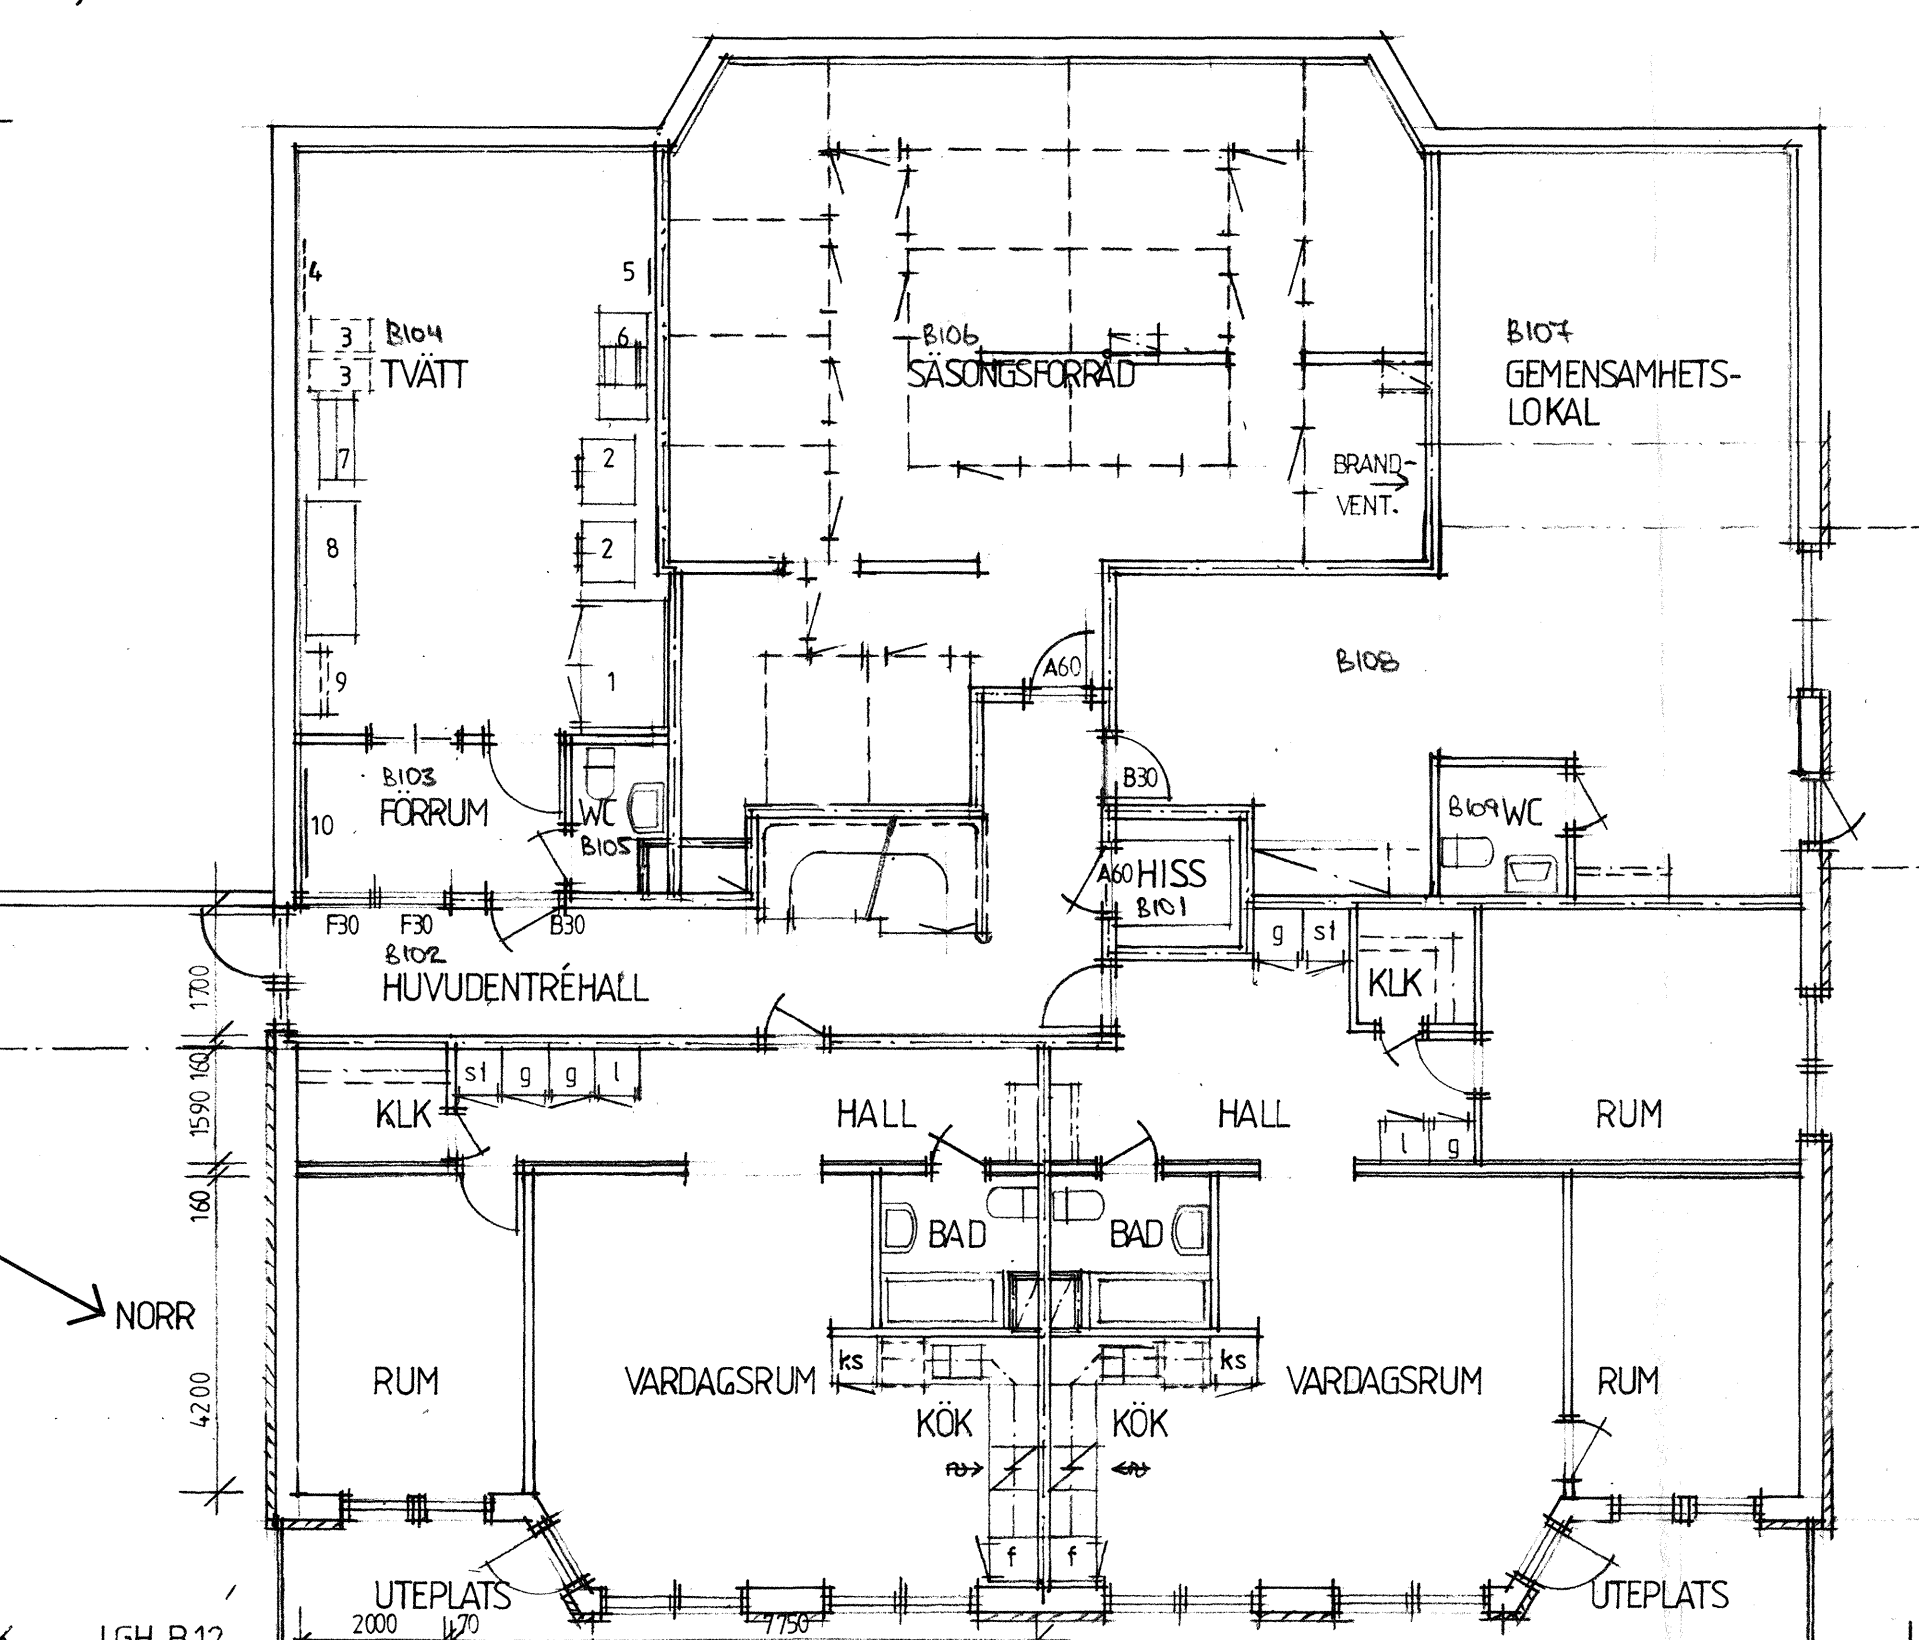 4
5
3
B104
6
B106
B107
3
TVÄTT
SÄSONGSFÖRRÅD
GEMENSAMHETS-
LOKAL
7
2
BRAND-
VENT.
8
2
9
1
A60
B108
B103
B30
10
FÖRRUM
WC
B105
B109 WC
A60 HISS
B101
F30
F30
B30
g
st
B102
HUVUDENTRÉHALL
KLK
1700
160
st
g
g
l
1590
KLK
HALL
HALL
RUM
l
g
160
BAD
BAD
NORR
ks
ks
RUM
VARDAGSRUM
VARDAGSRUM
RUM
4200
KÖK
KÖK
f
f
UTEPLATS
UTEPLATS
2000
70
7750
LGH B12